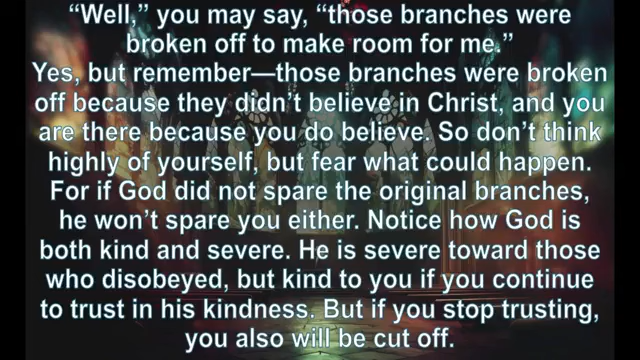 “Well,” you may say, “those branches were
broken off to make room for me.”
Yes, but remember—those branches were broken
off because they didn’t believe in Christ, and you
are there because you do believe. So don’t think
highly of yourself, but fear what could happen.
For if God did not spare the original branches,
he won’t spare you either. Notice how God is
both kind and severe. He is severe toward those
who disobeyed, but kind to you if you continue
to trust in his kindness. But if you stop trusting,
you also will be cut off.